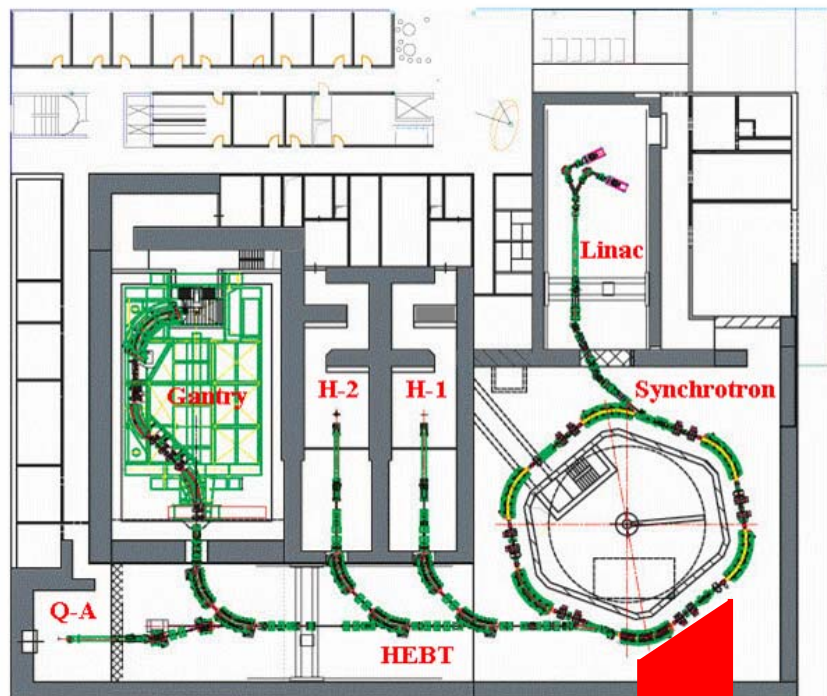 Linac
Synchrotron
Gantry
H-2
H-1
Q-A
HEBT